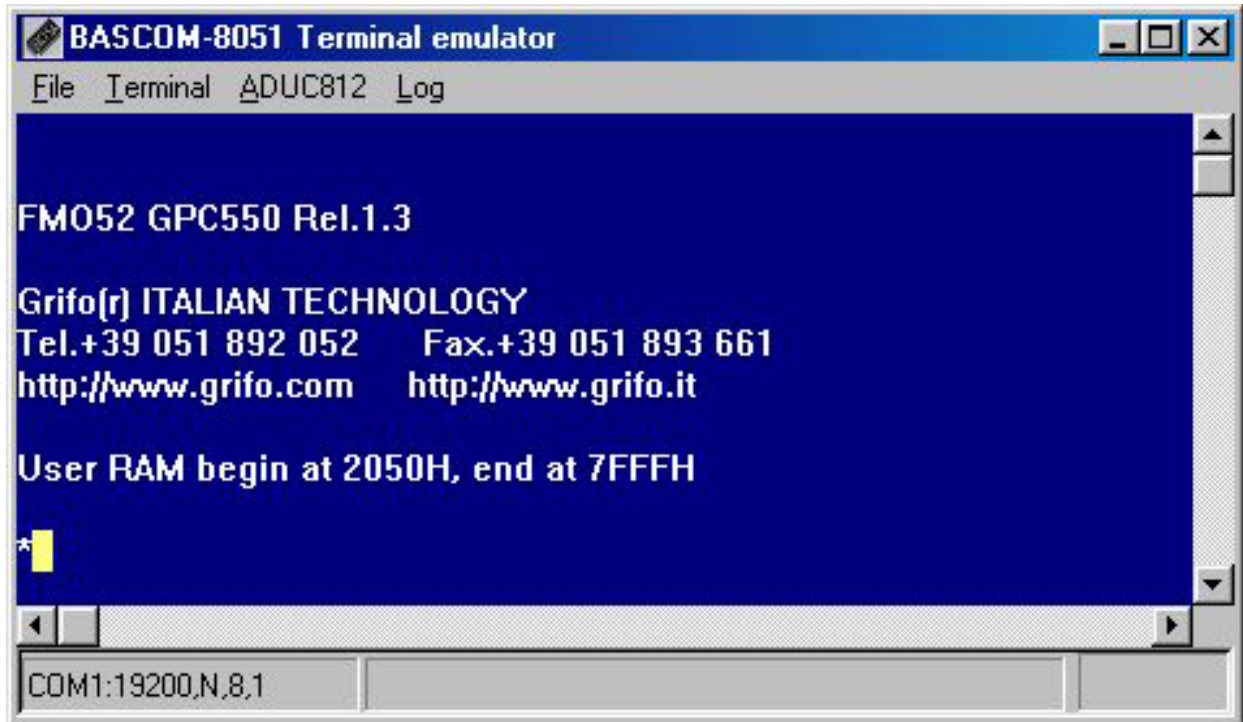 BASCOM-8051 Terminal emulator
File Terminal ADUC812 Log
FMO52 GPC550 Rel.1.3
Grifo(r) ITALIAN TECHNOLOGY
Tel.+39 051 892 052 Fax.+39 051 893 661
http://www.grifo.com http://www.grifo.it
User RAM begin at 2050H, end at 7FFFH
*
COM1:19200,N,8,1